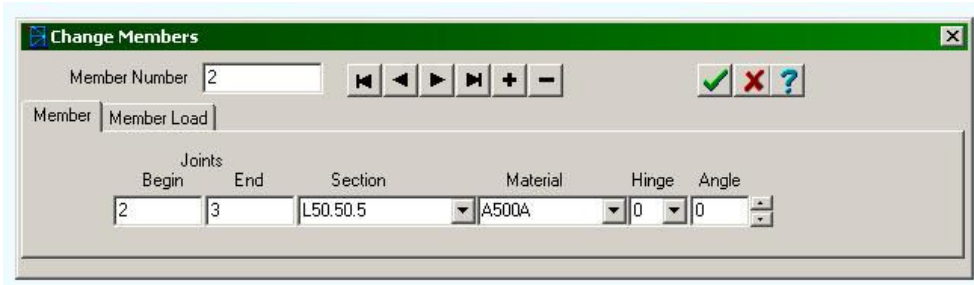 Change Members
Member Number 2
Member Member Load
Joints
Begin End Section Material Hinge Angle
2 3 L50.50.5 A500A 0 0